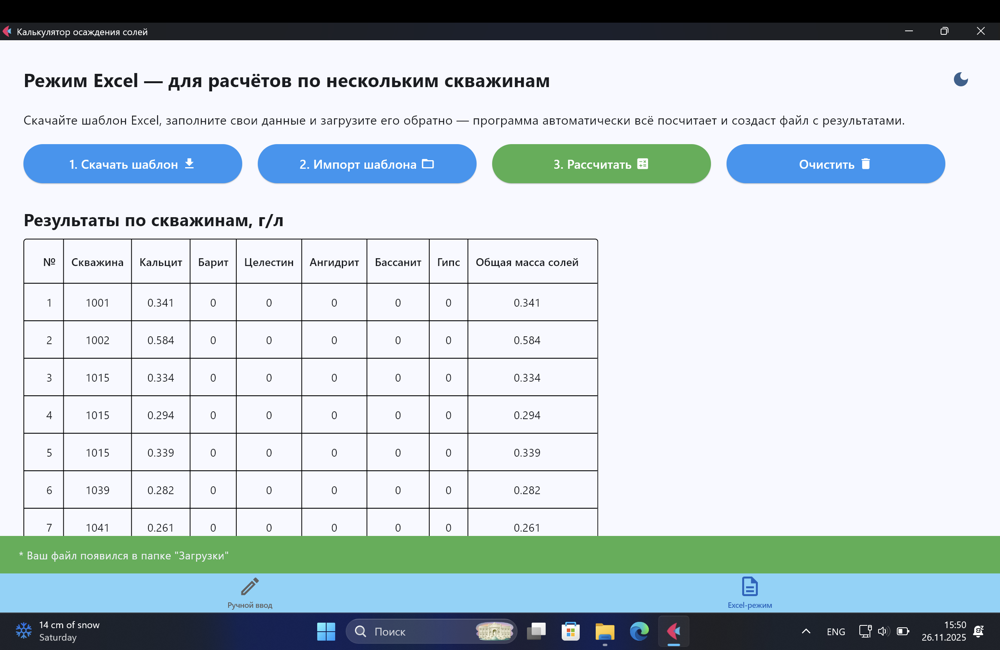 Калькулятор осаждения солей
Режим Excel — для расчётов по нескольким скважинам
Скачайте шаблон Excel, заполните свои данные и загрузите его обратно — программа автоматически всё посчитает и создаст файл с результатами.
1. Скачать шаблон
2. Импорт шаблона
3. Рассчитать
Очистить
Результаты по скважинам, г/л
№ Скважина Кальцит Барит Целестин Ангидрит Бассанит Гипс Общая масса солей
1 1001 0.341 0 0 0 0 0 0.341
2 1002 0.584 0 0 0 0 0 0.584
3 1015 0.334 0 0 0 0 0 0.334
4 1015 0.294 0 0 0 0 0 0.294
5 1015 0.339 0 0 0 0 0 0.339
6 1039 0.282 0 0 0 0 0 0.282
7 1041 0.261 0 0 0 0 0 0.261
* Ваш файл появился в папке "Загрузки"
Ручной ввод
Excel-режим
14 cm of snow
Saturday
Поиск
ENG
15:50
26.11.2025